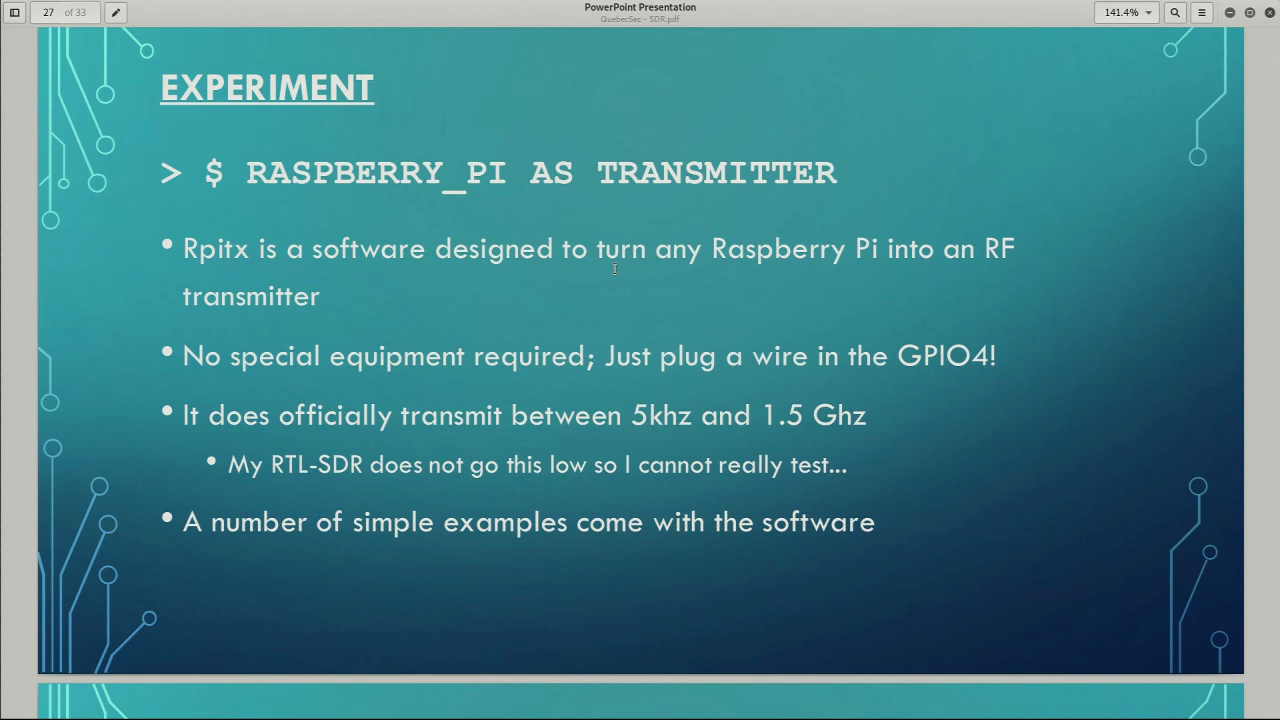 27 of 33
PowerPoint Presentation
QuebecSec - SDR.pdf
141.4%
EXPERIMENT
> $ RASPBERRY_PI AS TRANSMITTER
• Rpitx is a software designed to turn any Raspberry Pi into an RF
transmitter
• No special equipment required; Just plug a wire in the GPIO4!
• It does officially transmit between 5khz and 1.5 Ghz
• My RTL-SDR does not go this low so I cannot really test...
• A number of simple examples come with the software